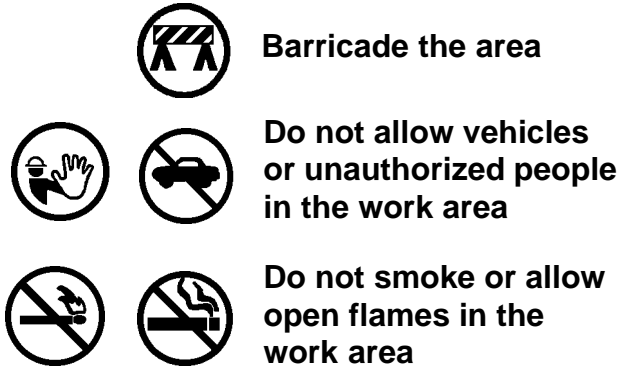 Barricade the area
Do not allow vehicles
or unauthorized people
in the work area
Do not smoke or allow
open flames in the
work area